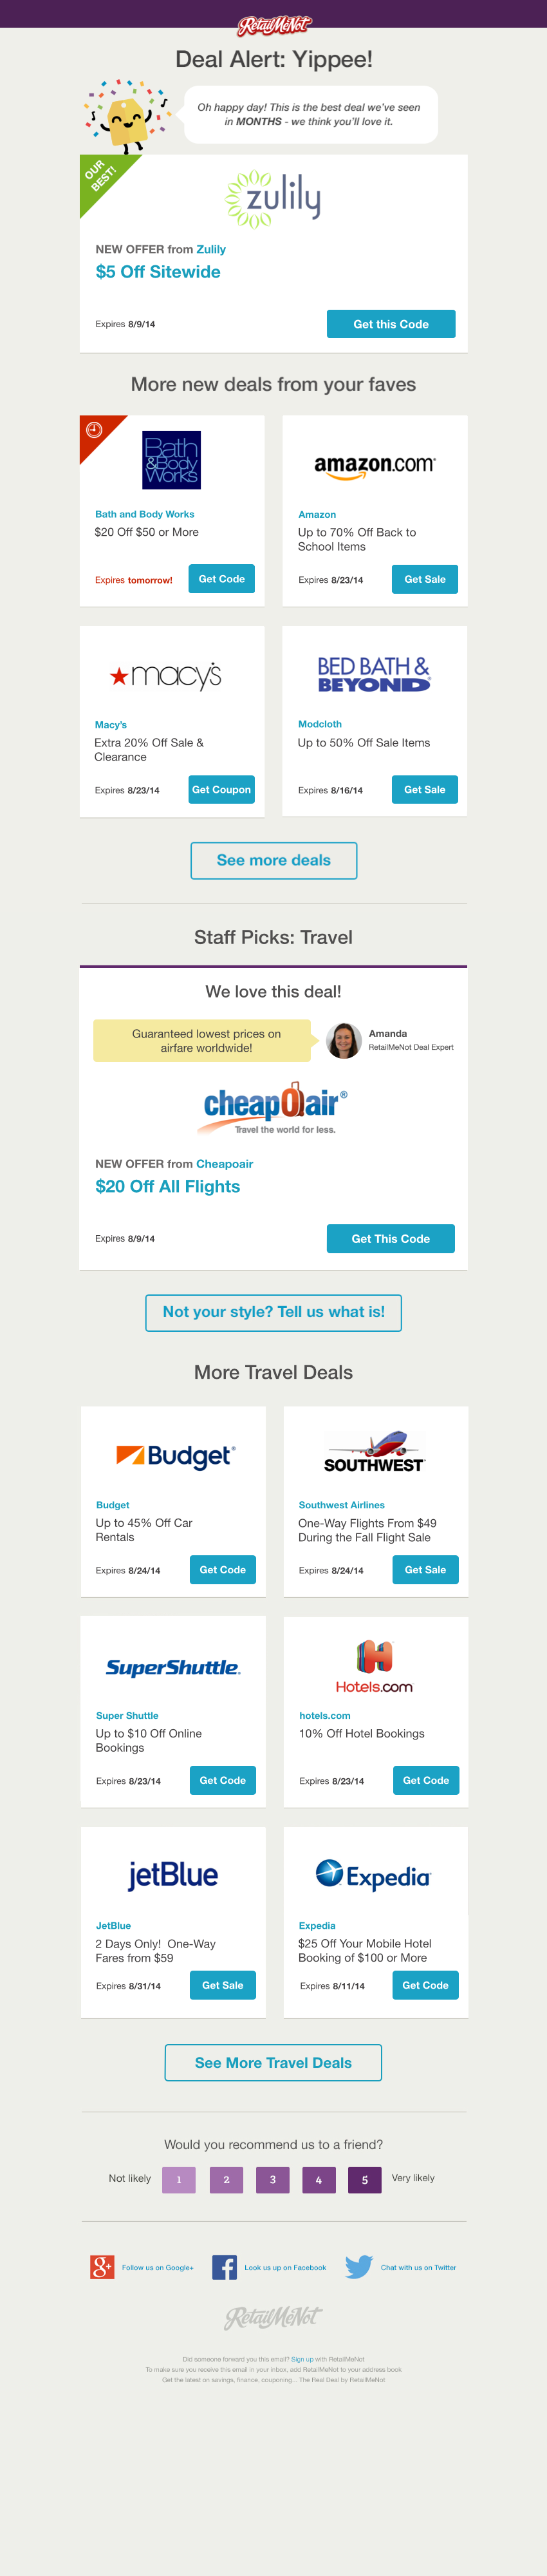 RetailMeNot
Deal Alert: Yippee!
Oh happy day! This is the best deal we've seen
in MONTHS - we think you'll love it.
OUR
BEST!
zulily
NEW OFFER from Zulily
$5 Off Sitewide
Expires 8/9/14
Get this Code
More new deals from your faves
Bath
&Body
Works
Bath and Body Works
$20 Off $50 or More
Expires tomorrow!
Get Code
amazon.com
Amazon
Up to 70% Off Back to
School Items
Expires 8/23/14
Get Sale
macy's
Macy's
Extra 20% Off Sale &
Clearance
Expires 8/23/14
Get Coupon
BED BATH &
BEYOND
Modcloth
Up to 50% Off Sale Items
Expires 8/16/14
Get Sale
See more deals
Staff Picks: Travel
We love this deal!
Guaranteed lowest prices on
airfare worldwide!
Amanda
RetailMeNot Deal Expert
cheapOair®
Travel the world for less.
NEW OFFER from Cheapoair
$20 Off All Flights
Expires 8/9/14
Get This Code
Not your style? Tell us what is!
More Travel Deals
Budget
Budget
Up to 45% Off Car
Rentals
Expires 8/24/14
Get Code
SOUTHWEST
Southwest Airlines
One-Way Flights From $49
During the Fall Flight Sale
Expires 8/24/14
Get Sale
SuperShuttle
Super Shuttle
Up to $10 Off Online
Bookings
Expires 8/23/14
Get Code
H
Hotels.com
hotels.com
10% Off Hotel Bookings
Expires 8/23/14
Get Code
jetBlue
JetBlue
2 Days Only! One-Way
Fares from $59
Expires 8/31/14
Get Sale
Expedia
Expedia
$25 Off Your Mobile Hotel
Booking of $100 or More
Expires 8/11/14
Get Code
See More Travel Deals
Would you recommend us to a friend?
Not likely 1 2 3 4 5 Very likely
g+ Follow us on Google+
f Look us up on Facebook
Chat with us on Twitter
RetailMeNot
Did someone forward you this email? Sign up with RetailMeNot
To make sure you receive this email in your inbox, add RetailMeNot to your address book
Get the latest on savings, finance, couponing... The Real Deal by RetailMeNot